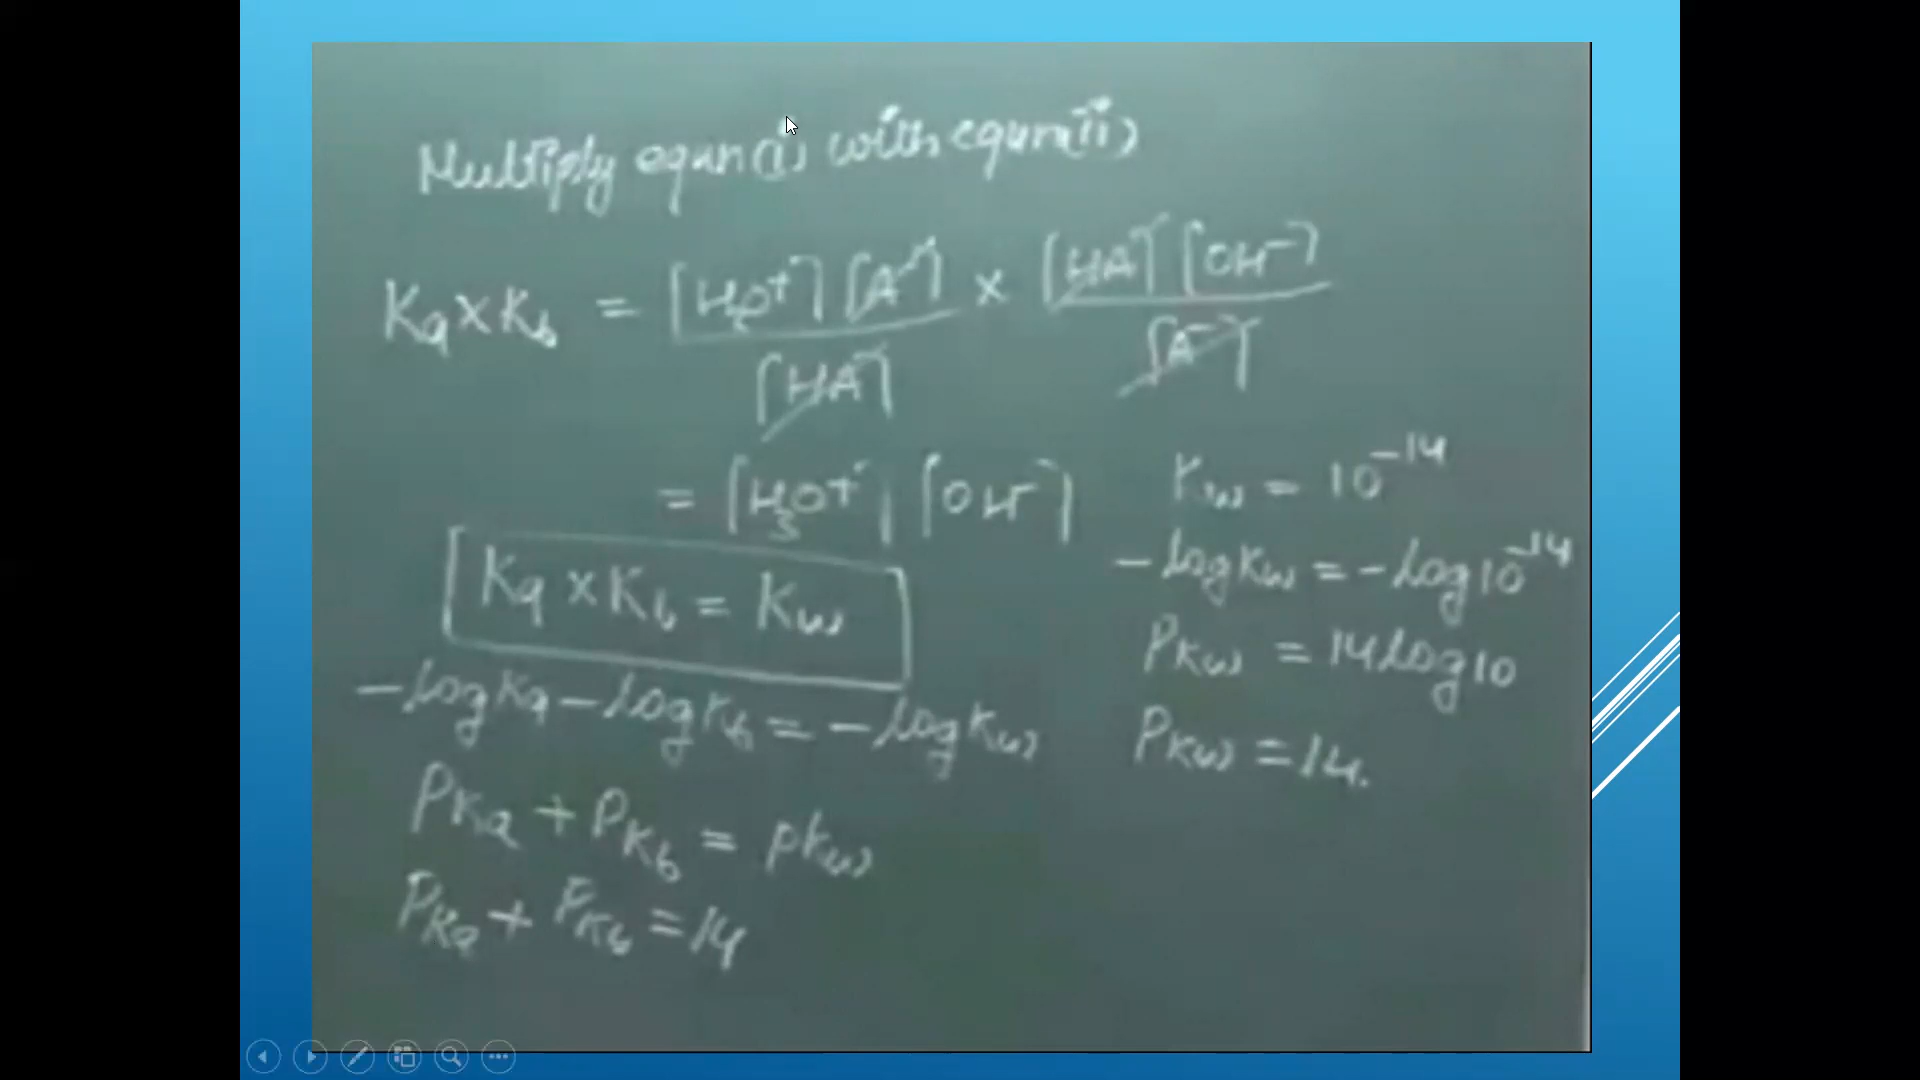 Multiply equn (i) with equn (ii)
Ka x Kb = [H3O+] [A-] / [HA] x [HA] [OH-] / [A-]
= [H3O+] [OH-]
Ka x Kb = Kw
-log Ka - log Kb = - log Kw
PKa + PKb = pKw
PKa + PKb = 14
Kw = 10^-14
- log Kw = - log 10^-14
PKw = 14 log 10
PKw = 14.